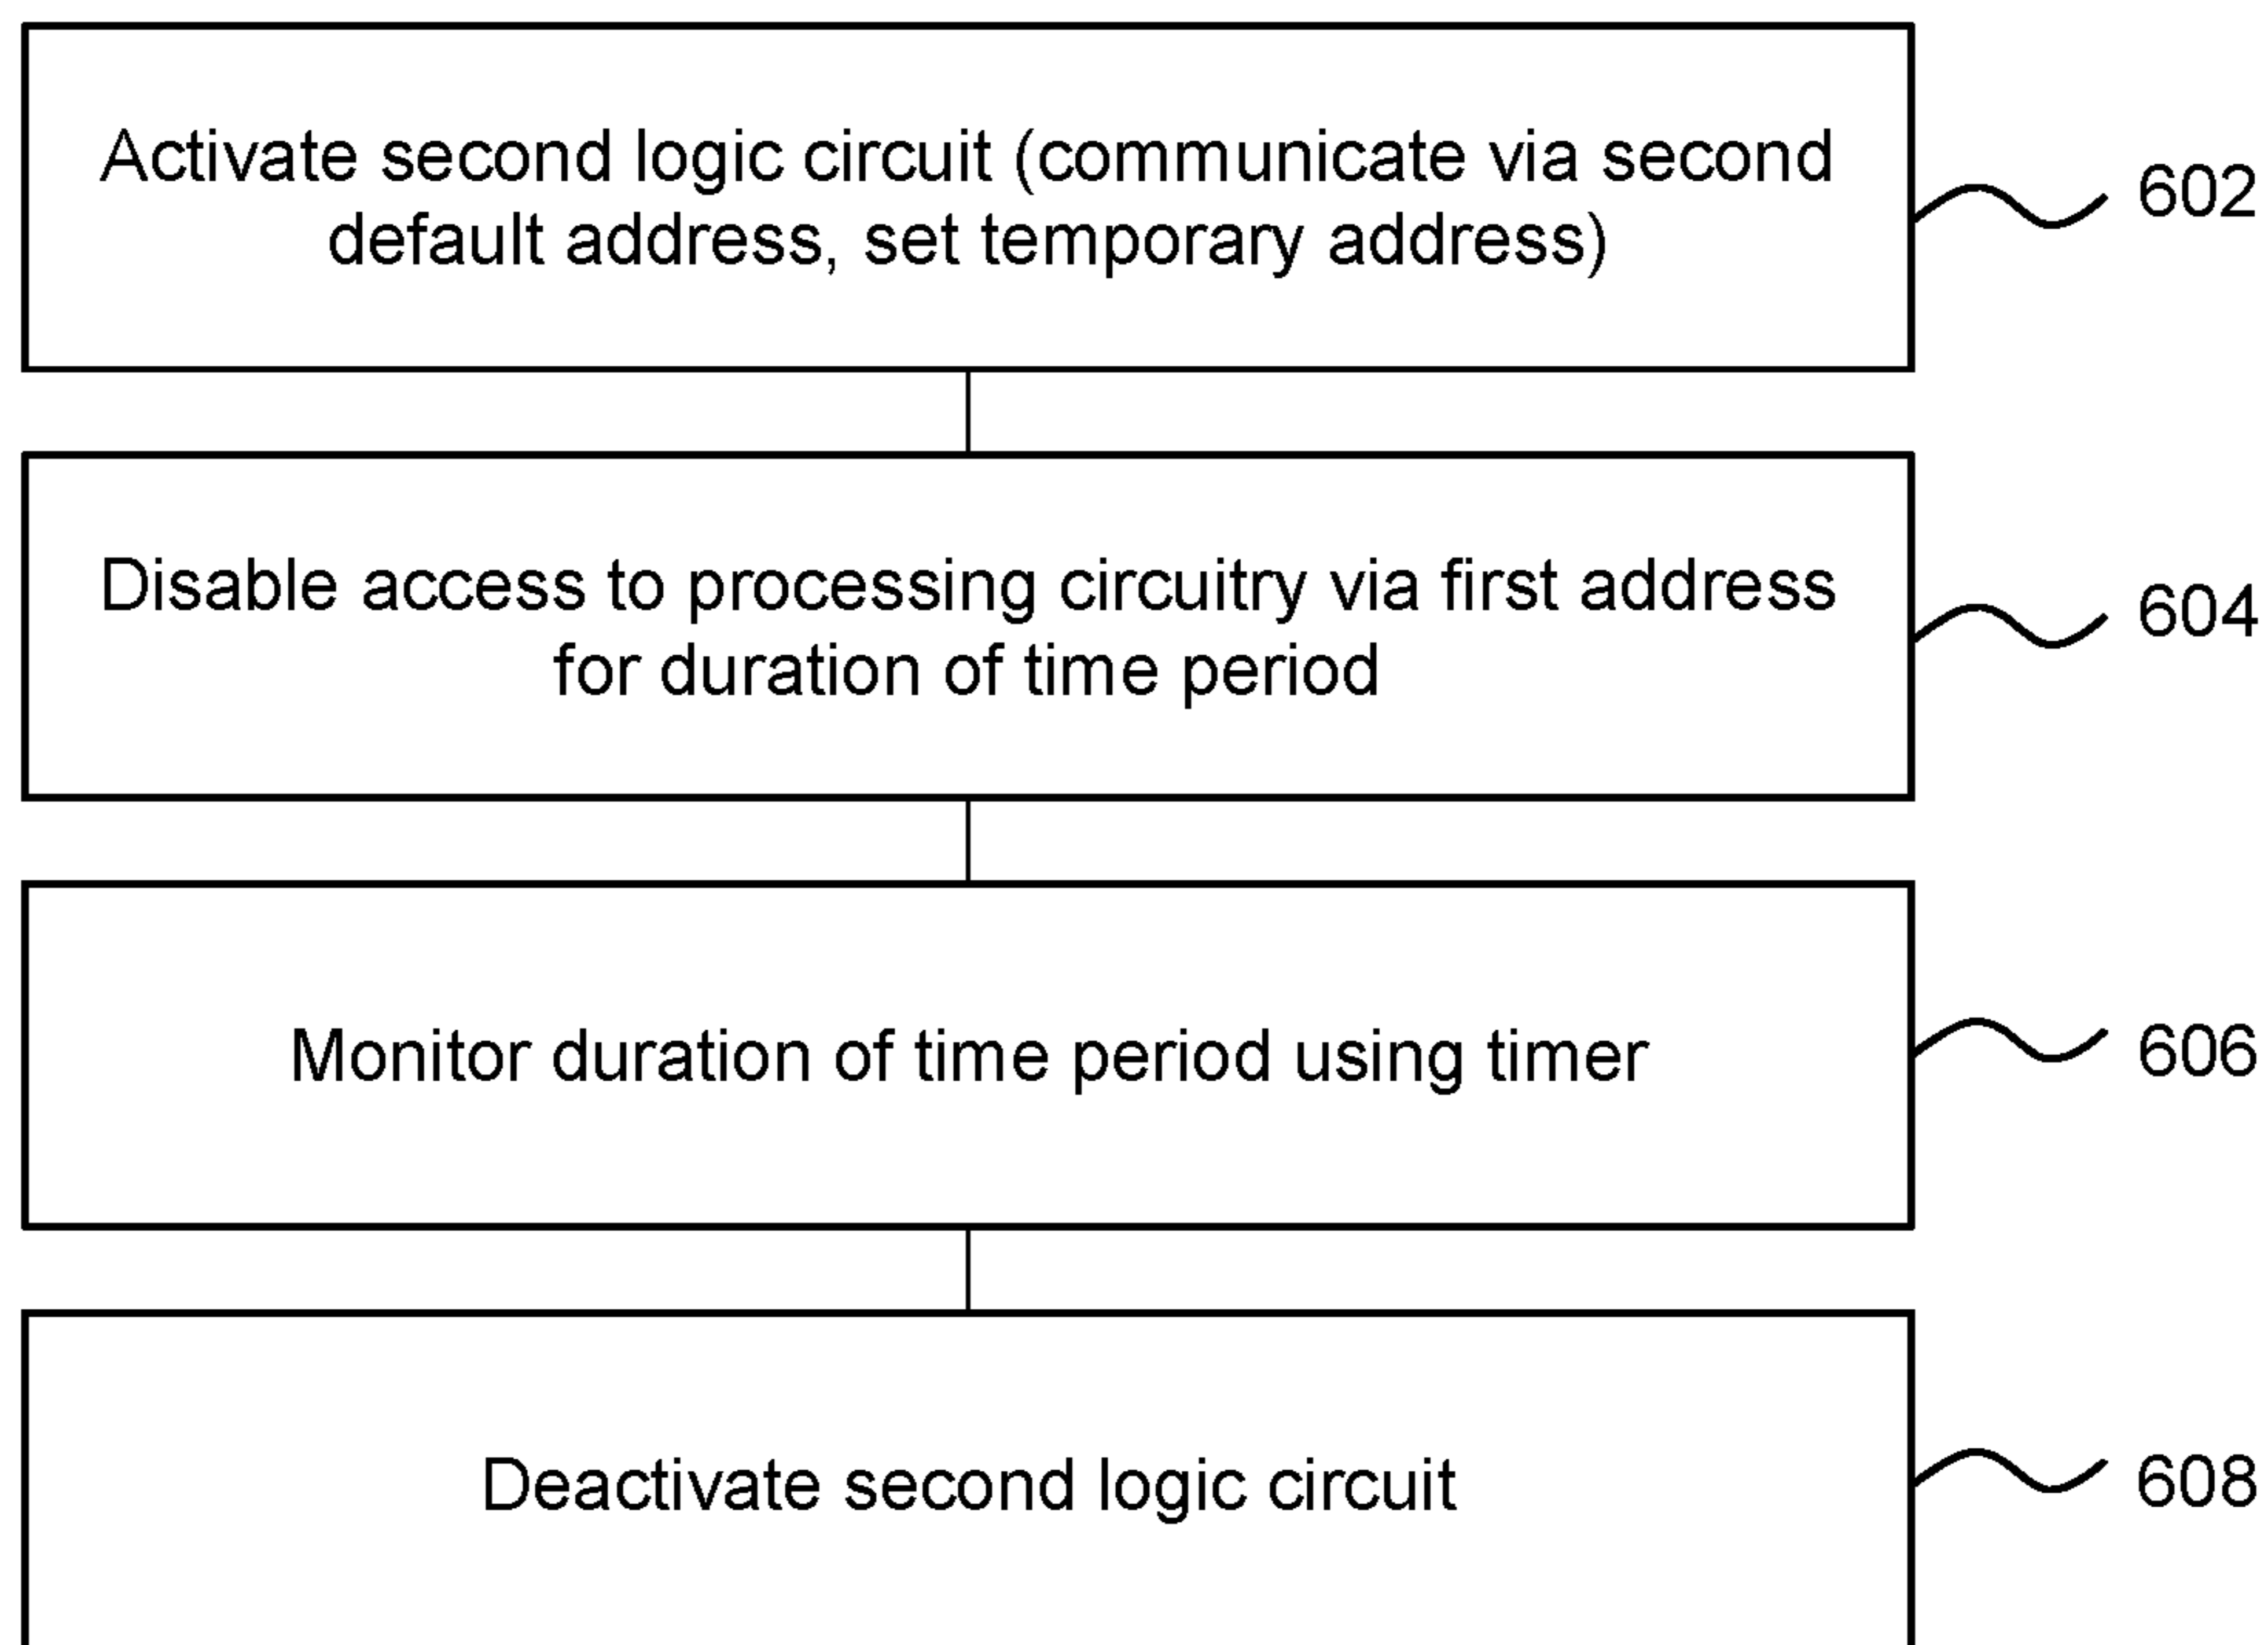 Activate second logic circuit (communicate via second
default address, set temporary address)
602
Disable access to processing circuitry via first address
for duration of time period
604
Monitor duration of time period using timer
606
Deactivate second logic circuit
608